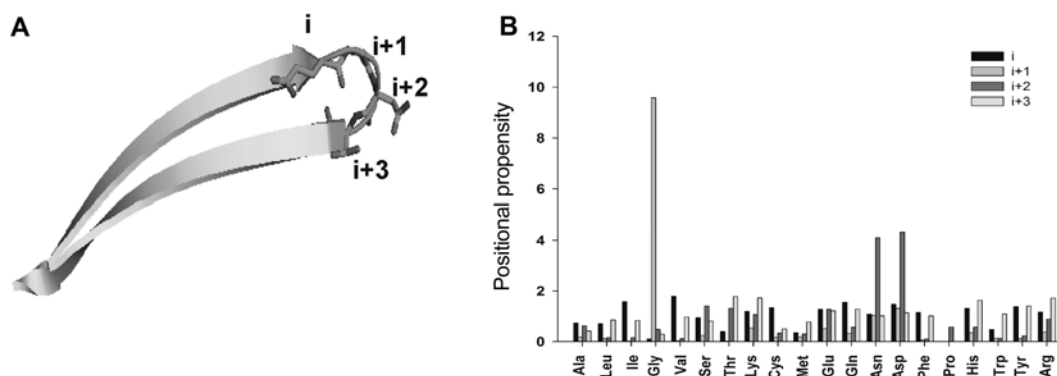 A
i
i+1
i+2
i+3
B
Positional propensity
12
10
8
6
4
2
0
i
i+1
i+2
i+3
Ala
Leu
Ile
Gly
Val
Ser
Thr
Lys
Cys
Met
Glu
Gln
Asn
Asp
Phe
Pro
His
Trp
Tyr
Arg